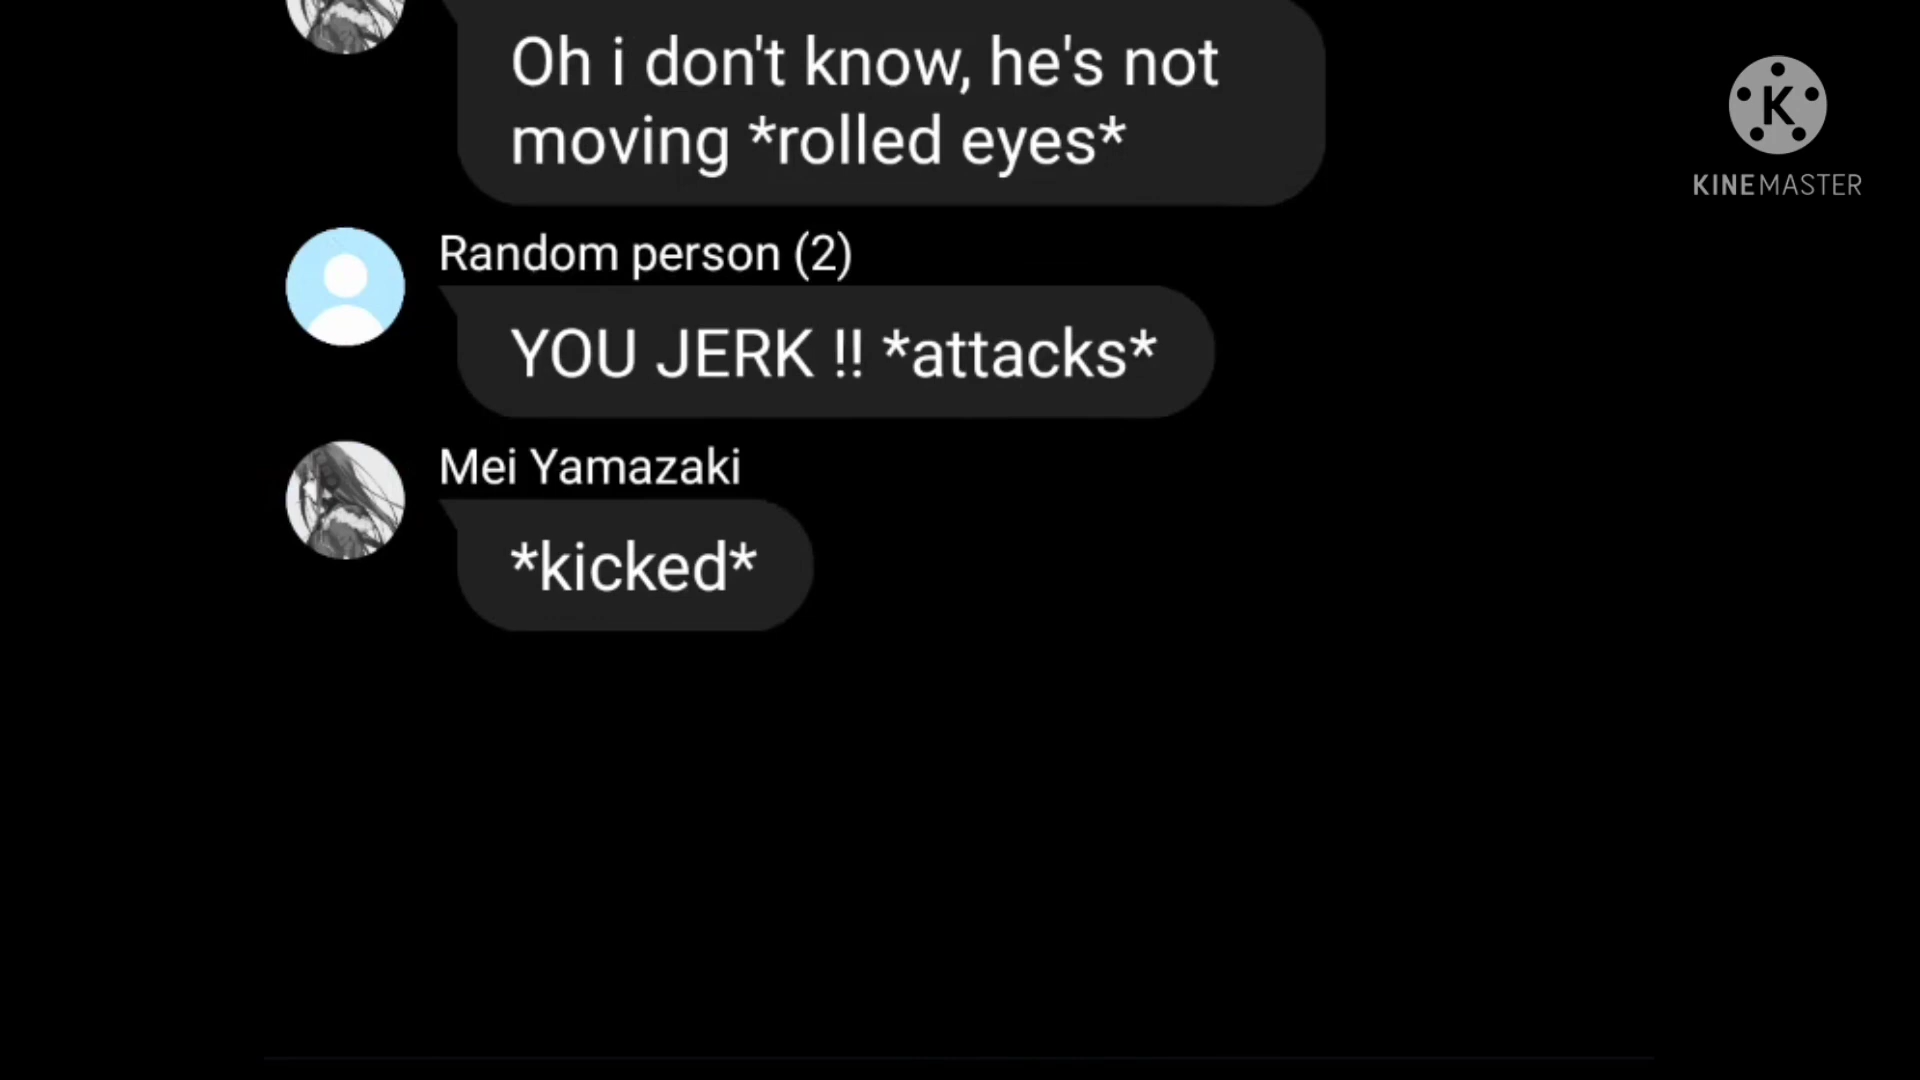 Oh i don't know, he's not
moving *rolled eyes*
K
KINEMASTER
Random person (2)
YOU JERK !! *attacks*
Mei Yamazaki
*kicked*